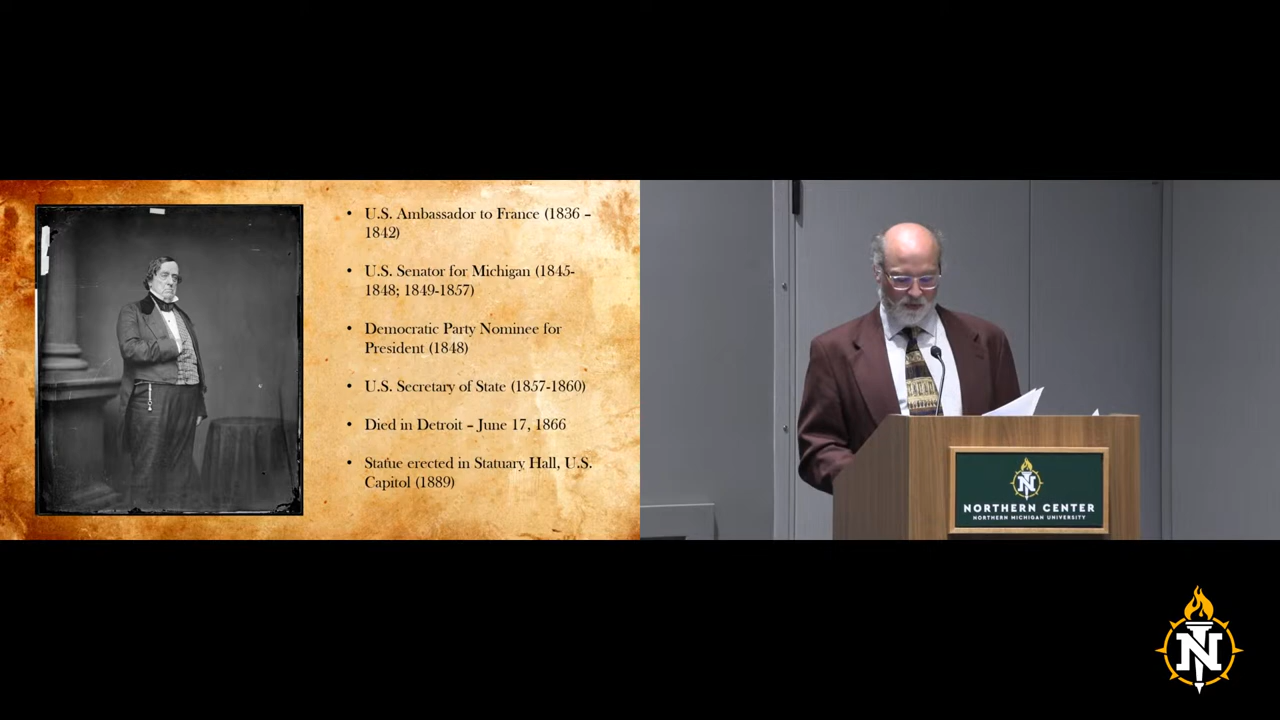 • U.S. Ambassador to France (1836 –
1842)
• U.S. Senator for Michigan (1845-
1848; 1849-1857)
• Democratic Party Nominee for
President (1848)
• U.S. Secretary of State (1857-1860)
• Died in Detroit – June 17, 1866
• Statue erected in Statuary Hall, U.S.
Capitol (1889)
N
NORTHERN CENTER
NORTHERN MICHIGAN UNIVERSITY
N